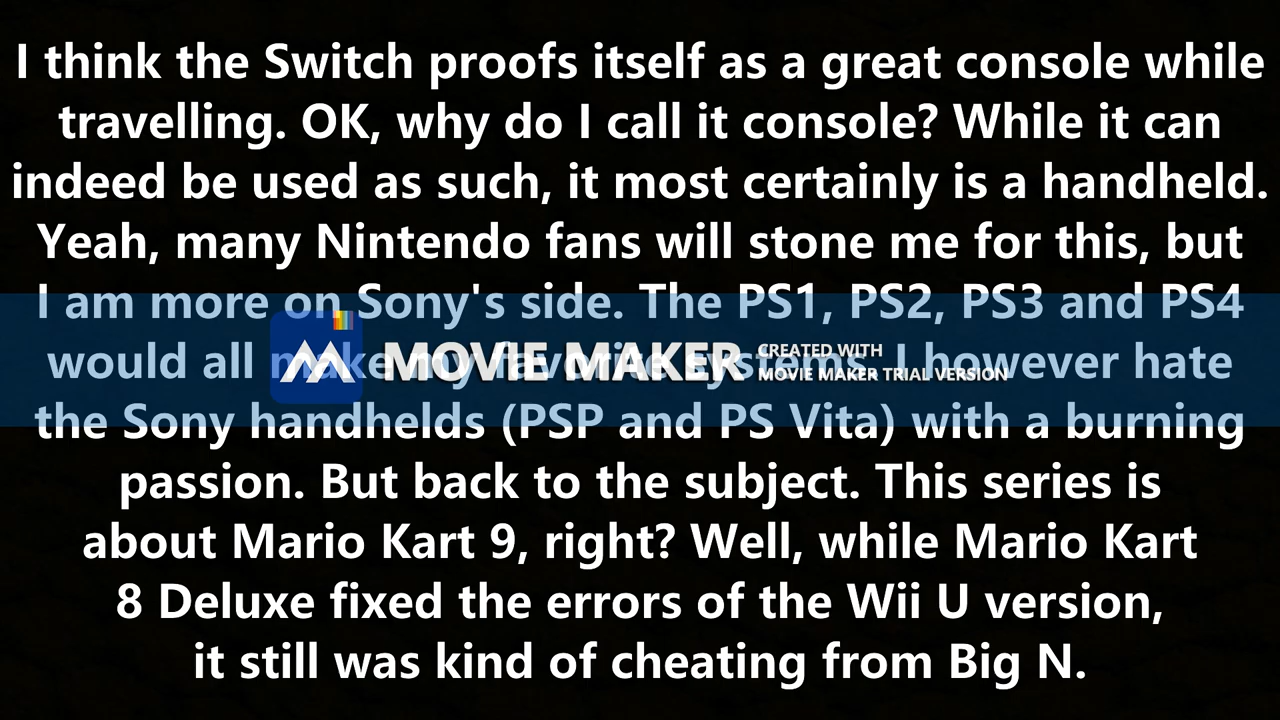 I think the Switch proofs itself as a great console while
travelling. OK, why do I call it console? While it can
indeed be used as such, it most certainly is a handheld.
Yeah, many Nintendo fans will stone me for this, but
I am more on Sony's side. The PS1, PS2, PS3 and PS4
would all make my favorite systems. I however hate
MOVIE MAKER
CREATED WITH
MOVIE MAKER TRIAL VERSION
the Sony handhelds (PSP and PS Vita) with a burning
passion. But back to the subject. This series is
about Mario Kart 9, right? Well, while Mario Kart
8 Deluxe fixed the errors of the Wii U version,
it still was kind of cheating from Big N.